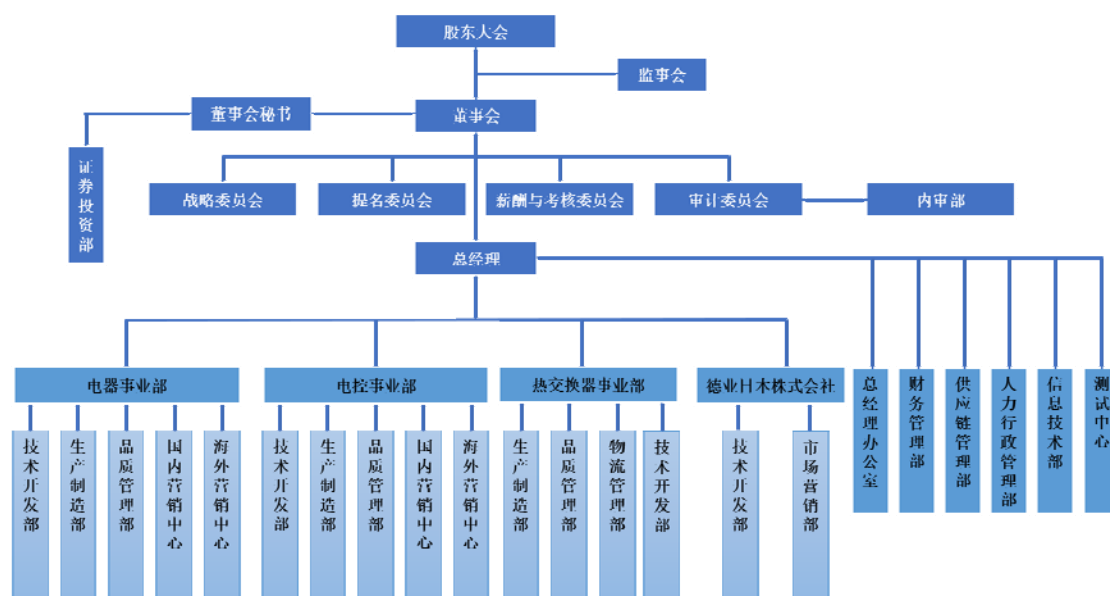 股东大会
监事会
董事会秘书
董事会
证券投资部
战略委员会
提名委员会
薪酬与考核委员会
审计委员会
内审部
总经理
电器事业部
电控事业部
热交换器事业部
德业日本株式会社
总经理办公室
财务管理部
供应链管理部
人力行政管理部
信息技术部
测试中心
技术开发部
生产制造部
品质管理部
国内营销中心
海外营销中心
技术开发部
生产制造部
品质管理部
国内营销中心
海外营销中心
生产制造部
品质管理部
物流管理部
技术开发部
技术开发部
市场营销部